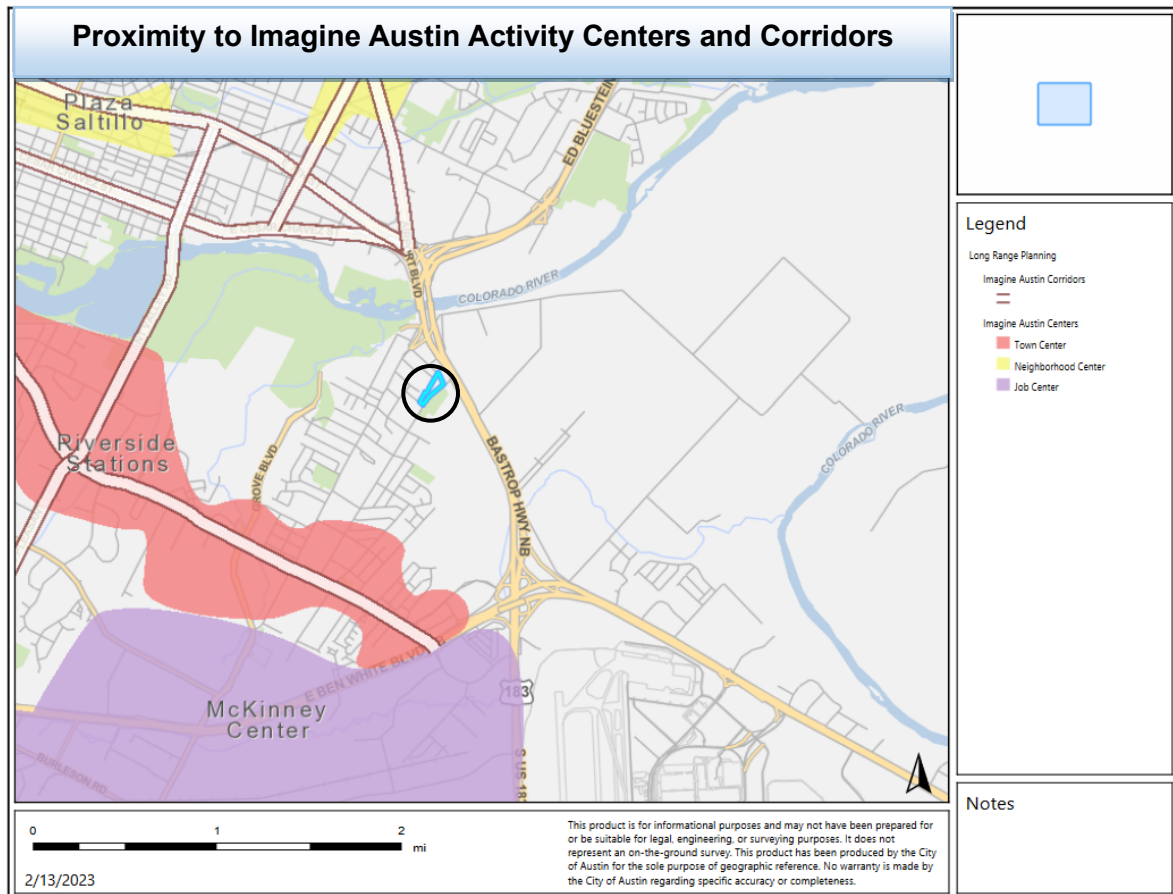 Proximity to Imagine Austin Activity Centers and Corridors
Plaza
Saltillo
ED BLUESTEIN
COLORADO RIVER
RT BLVD
COLORADO RIVER
Riverside
Stations
GROVE BLVD
BASTROP HWY NB
E BEN WHITE BLVD
McKinney
Center
183
BURLESON RD
S US 183
Legend
Long Range Planning
Imagine Austin Corridors
Imagine Austin Centers
Town Center
Neighborhood Center
Job Center
Notes
0 1 2
mi
2/13/2023
This product is for informational purposes and may not have been prepared for
or be suitable for legal, engineering, or surveying purposes. It does not
represent an on-the-ground survey. This product has been produced by the City
of Austin for the sole purpose of geographic reference. No warranty is made by
the City of Austin regarding specific accuracy or completeness.